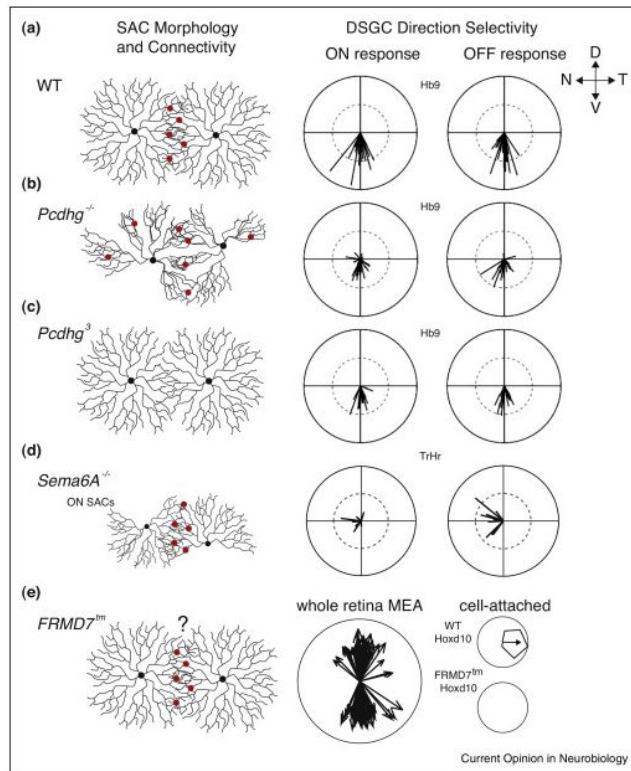 (a) SAC Morphology and Connectivity
DSGC Direction Selectivity
ON response
OFF response
WT
Hb9
D
N T
V
(b)
Pcdhg-/-
Hb9
(c)
Pcdhg3
Hb9
(d)
TrHr
Sema6A-/-
ON SACs
(e)
FRMD7tm
?
whole retina MEA
cell-attached
WT
Hoxd10
FRMD7tm
Hoxd10
Current Opinion in Neurobiology